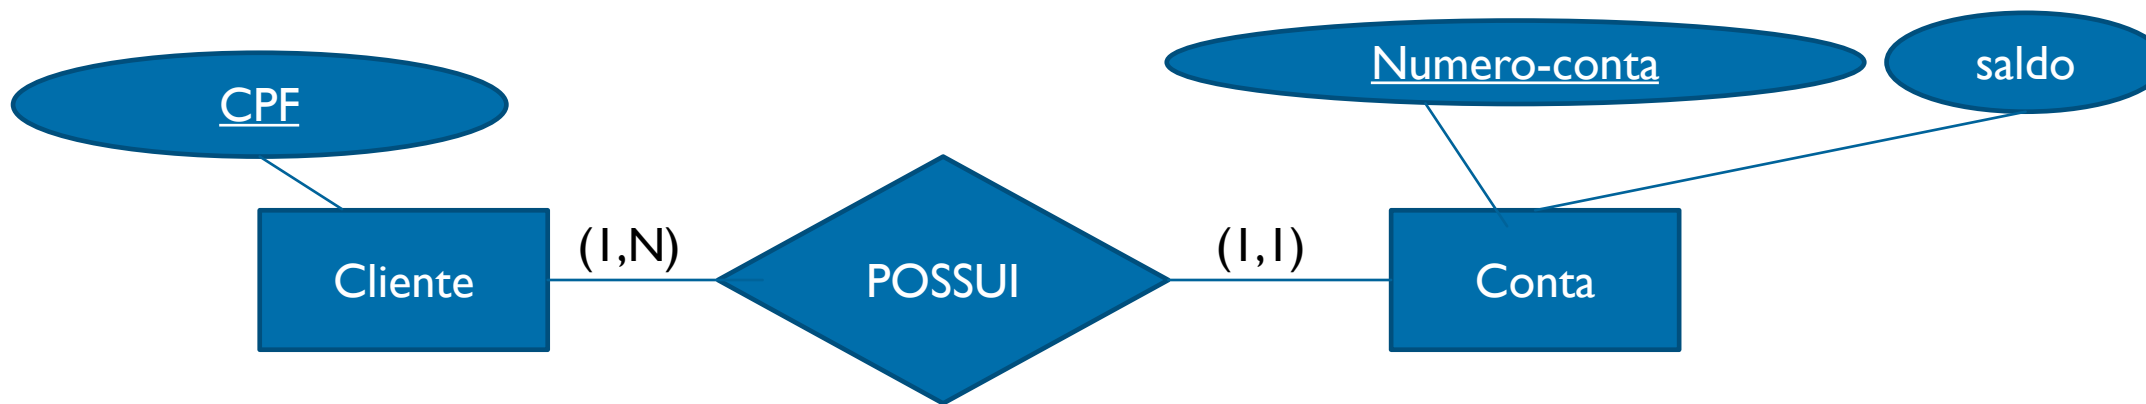 CPF
Numero-conta
saldo
Cliente
(1,N)
POSSUI
(1,1)
Conta